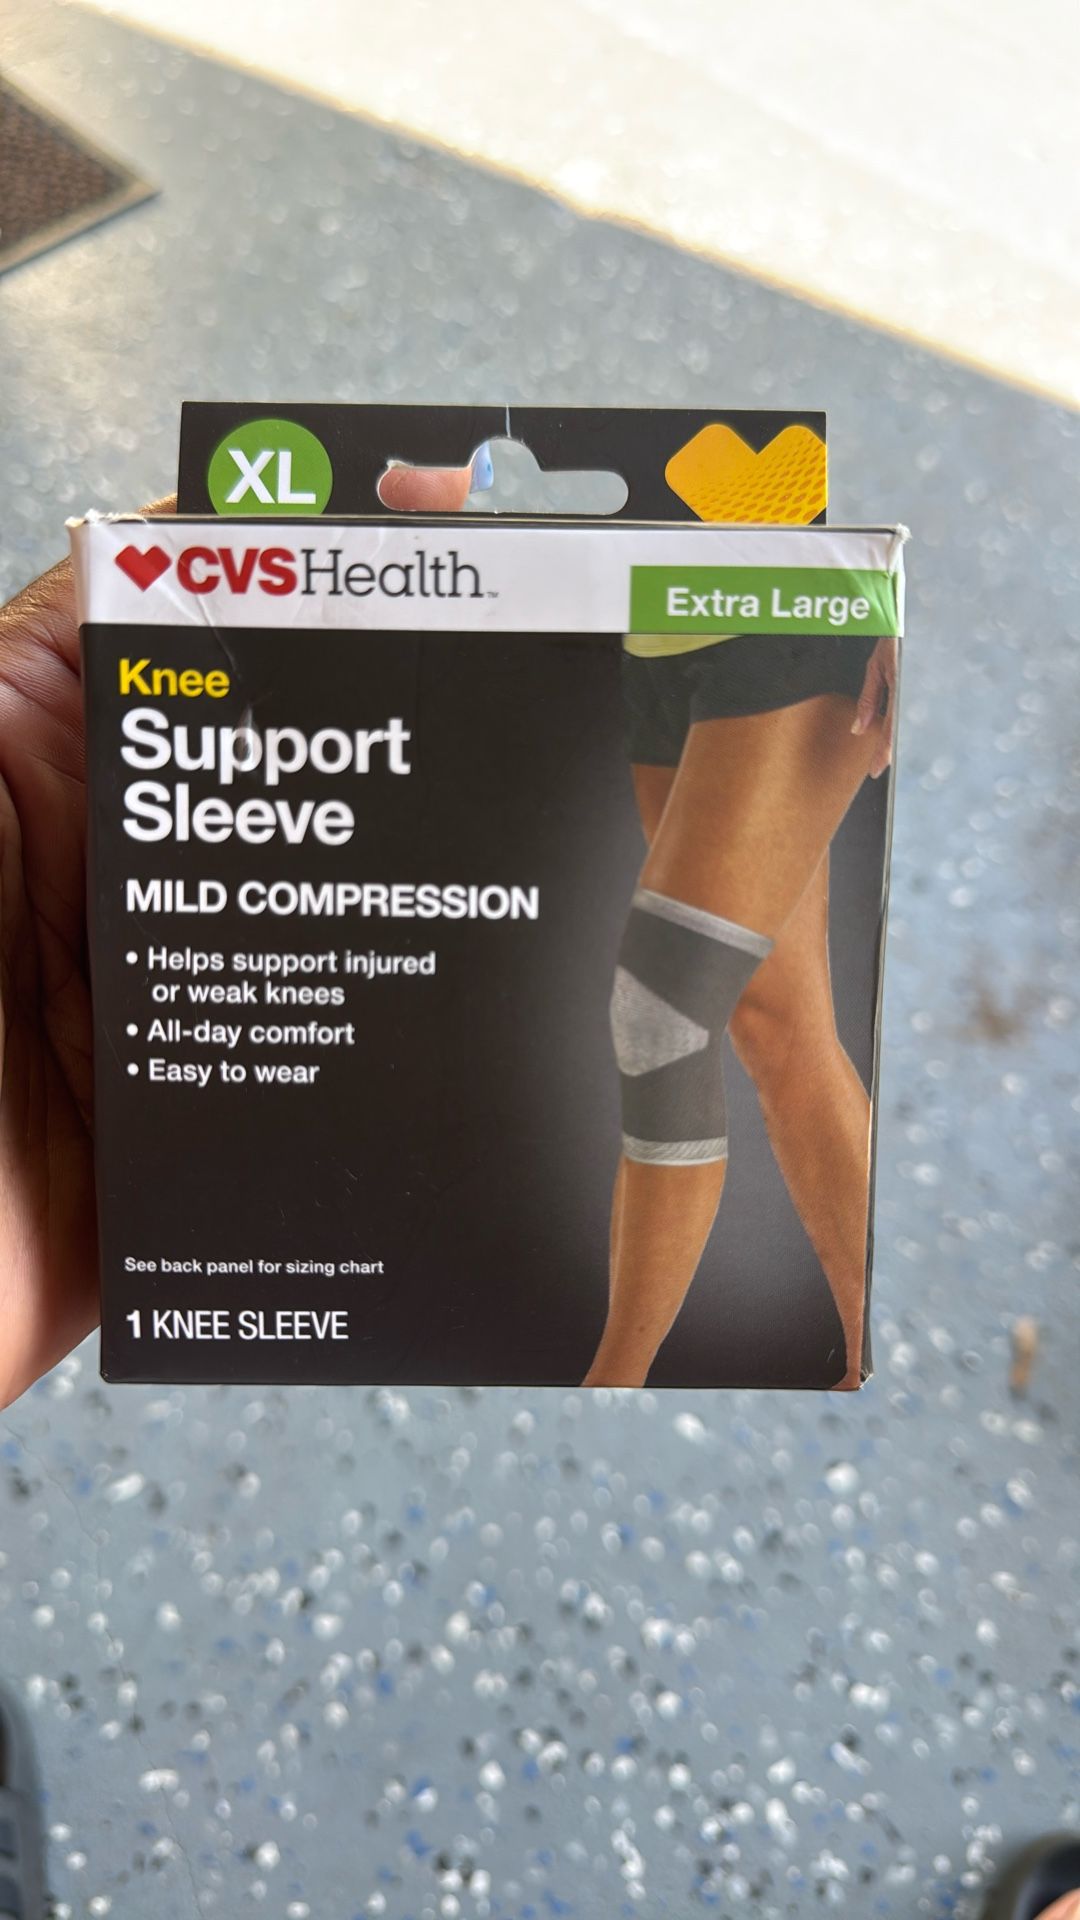 XL
CVSHealth™
Extra Large
Knee
Support
Sleeve
MILD COMPRESSION
• Helps support injured
or weak knees
• All-day comfort
• Easy to wear
See back panel for sizing chart
1 KNEE SLEEVE